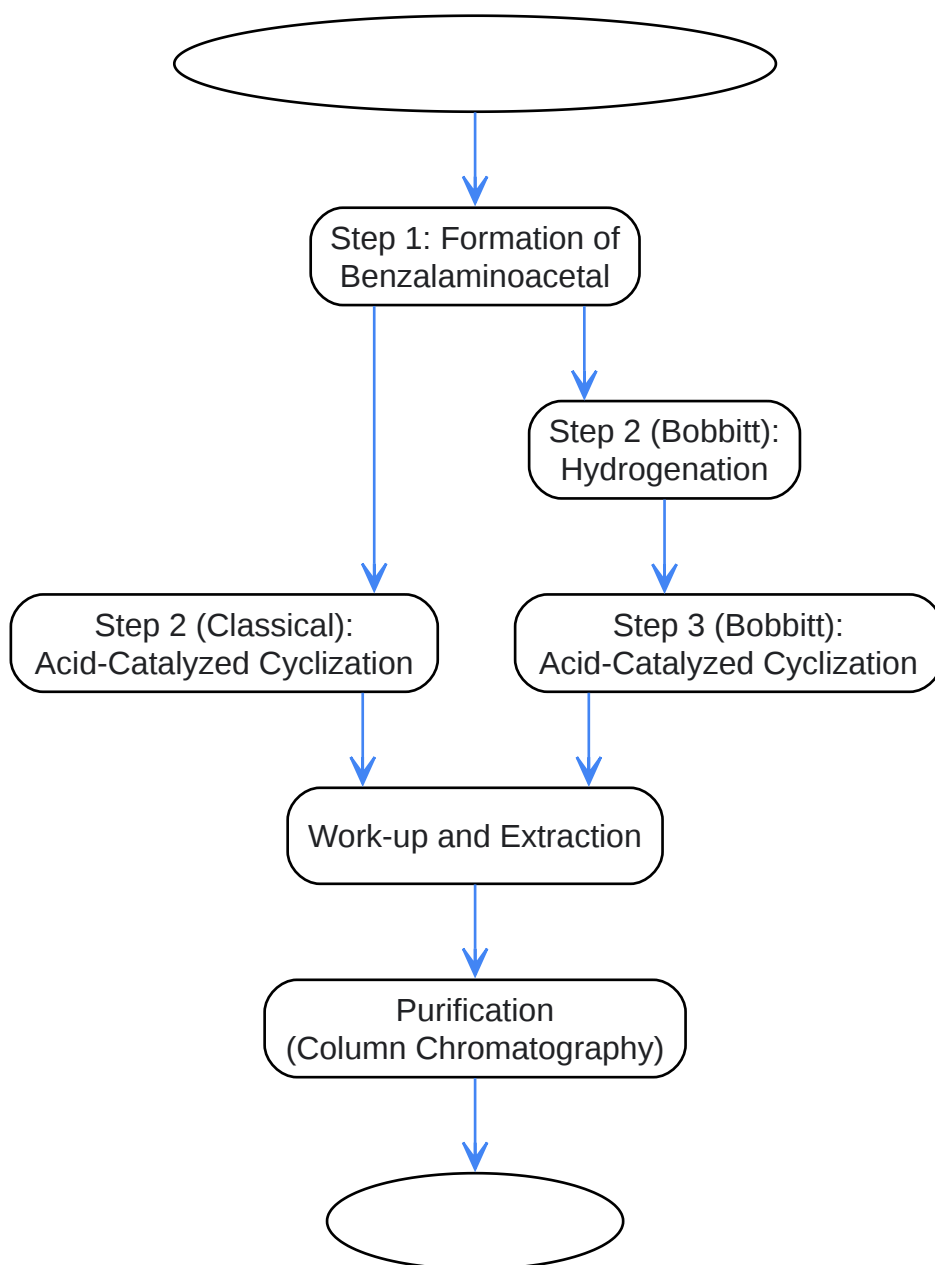 Step 1: Formation of
Benzalaminoacetal
Step 2 (Bobbitt):
Hydrogenation
Step 2 (Classical):
Acid-Catalyzed Cyclization
Step 3 (Bobbitt):
Acid-Catalyzed Cyclization
Work-up and Extraction
Purification
(Column Chromatography)